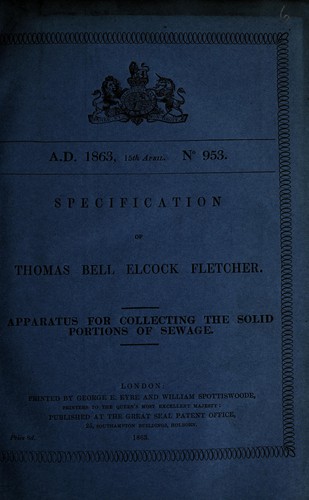 A.D. 1863, 15th APRIL. No 953.
SPECIFICATION
OF
THOMAS BELL ELCOCK FLETCHER.
APPARATUS FOR COLLECTING THE SOLID
PORTIONS OF SEWAGE.
LONDON:
PRINTED BY GEORGE E. EYRE AND WILLIAM SPOTTISWOODE,
PRINTERS TO THE QUEEN'S MOST EXCELLENT MAJESTY:
PUBLISHED AT THE GREAT SEAL PATENT OFFICE,
25, SOUTHAMPTON BUILDINGS, HOLBORN.
Price 1863.